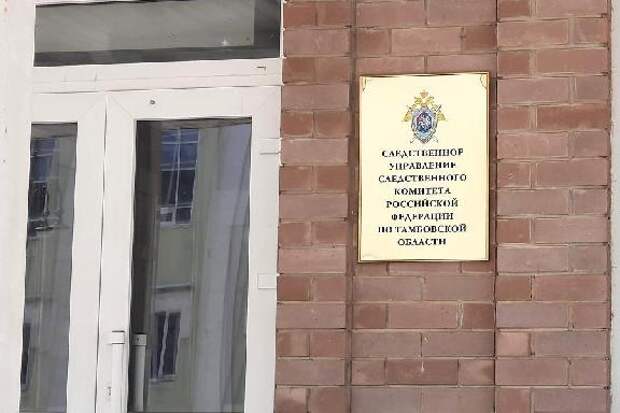 СЛЕДСТВЕННОЕ
УПРАВЛЕНИЕ
СЛЕДСТВЕННОГО
КОМИТЕТА
РОССИЙСКОЙ
ФЕДЕРАЦИИ
ПО ТАМБОВСКОЙ
ОБЛАСТИ